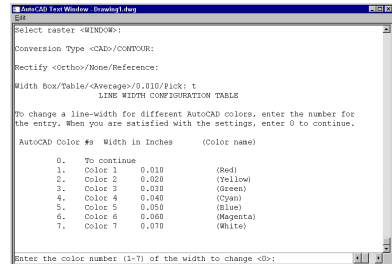 AutoCAD Text Window - Drawing1.dwg
Edit
Select raster <WINDOW>:
Conversion Type <CAD>/CONTOUR:
Rectify <Ortho>/None/Reference:
Width Box/Table/<Average>/0.010/Pick: t
LINE WIDTH CONFIGURATION TABLE
To change a line-width for different AutoCAD colors, enter the number for
the entry. When you are satisfied with the settings, enter 0 to continue.
AutoCAD Color #s Width in Inches (Color name)
0. To continue
1. Color 1 0.010 (Red)
2. Color 2 0.020 (Yellow)
3. Color 3 0.030 (Green)
4. Color 4 0.040 (Cyan)
5. Color 5 0.050 (Blue)
6. Color 6 0.060 (Magenta)
7. Color 7 0.070 (White)
Enter the color number (1-7) of the width to change <0>: